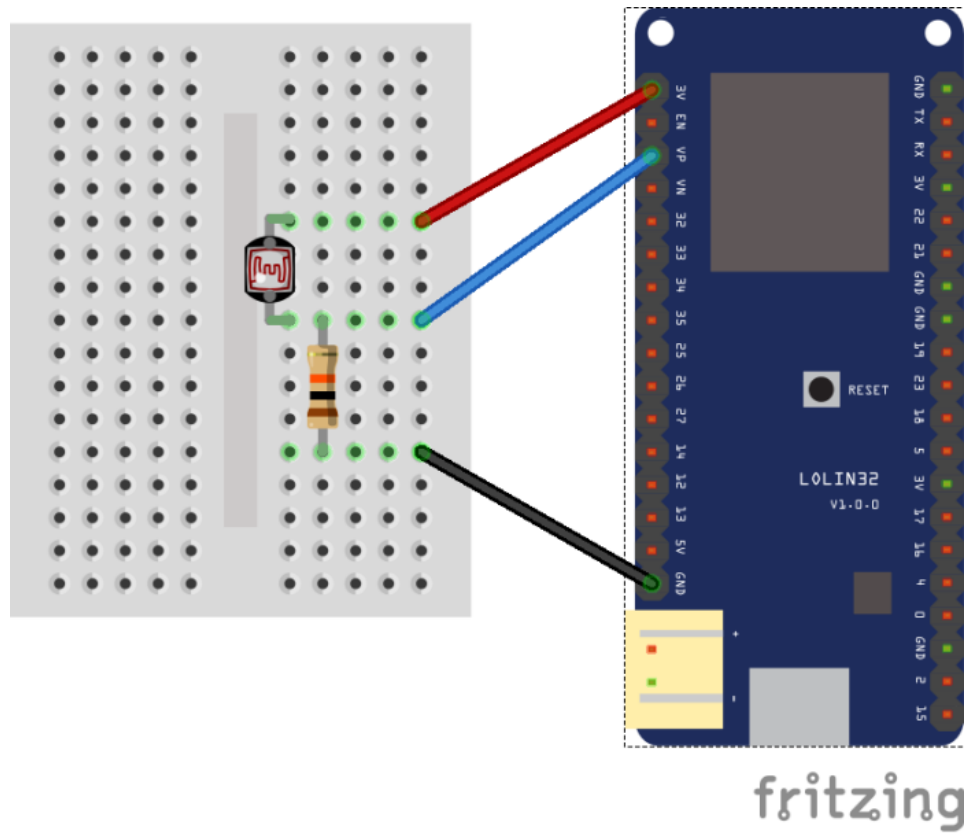 3V
EN
VP
VN
32
33
34
35
25
26
27
14
12
13
5V
GND
+
-
GND
TX
RX
3V
22
21
GND
GND
19
23
18
5
3V
17
16
4
0
GND
2
15
RESET
LOLIN32
V1.0.0
fritzing